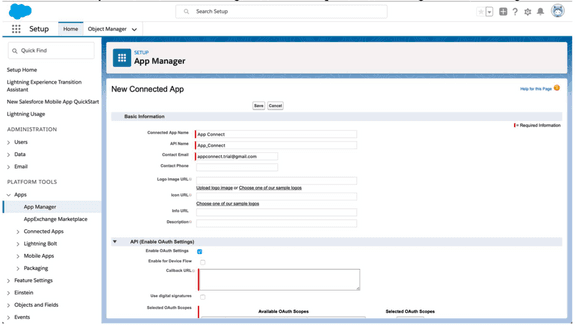 Search Setup
Setup
Home
Object Manager
Quick Find
Setup Home
Lightning Experience Transition
Assistant
New Salesforce Mobile App QuickStart
Lightning Usage
ADMINISTRATION
Users
Data
Email
PLATFORM TOOLS
Apps
App Manager
AppExchange Marketplace
Connected Apps
Lightning Bolt
Mobile Apps
Packaging
Feature Settings
Einstein
Objects and Fields
Events
SETUP
App Manager
New Connected App
Help for this Page
Save Cancel
Basic Information
= Required Information
Connected App Name App Connect
API Name App_Connect
Contact Email appconnect.trial@gmail.com
Contact Phone
Logo Image URL
Upload logo image or Choose one of our sample logos
Icon URL
Choose one of our sample logos
Info URL
Description
API (Enable OAuth Settings)
Enable OAuth Settings
Enable for Device Flow
Callback URL
Use digital signatures
Selected OAuth Scopes
Available OAuth Scopes Selected OAuth Scopes